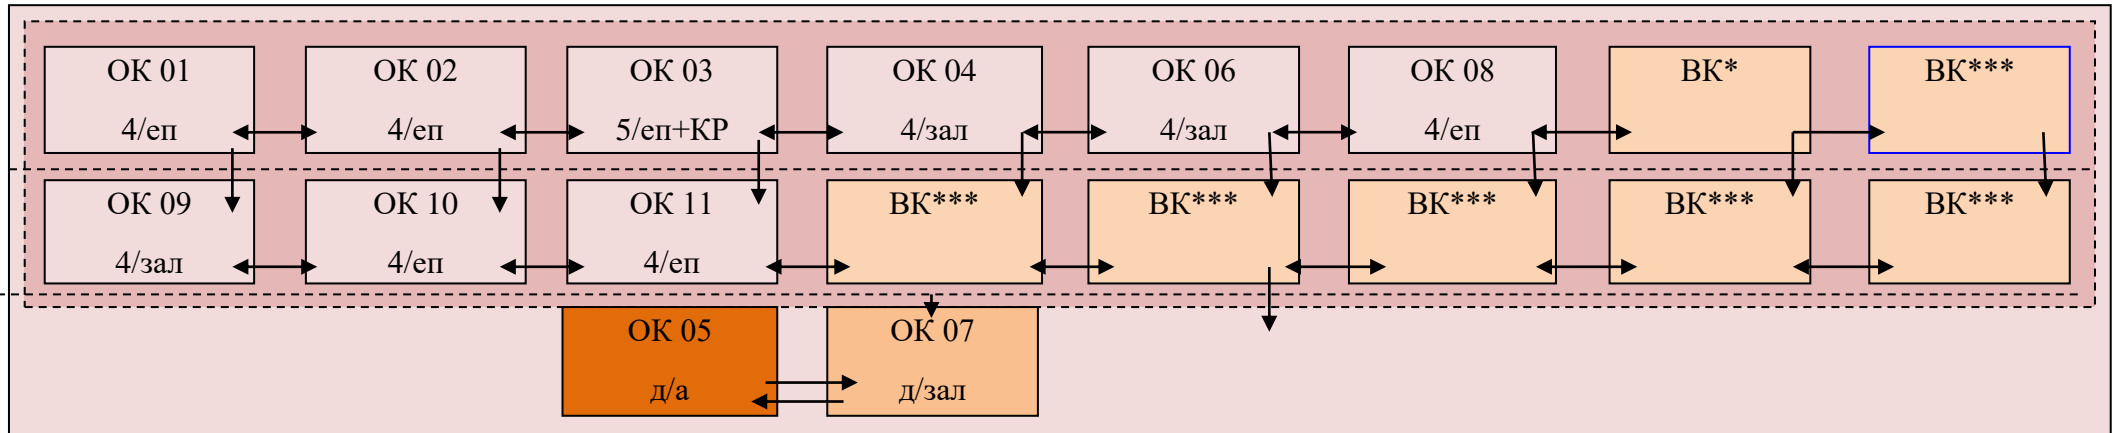 ОК 01
4/еп
ОК 02
4/еп
ОК 03
5/еп+КР
ОК 04
4/зал
ОК 06
4/зал
ОК 08
4/еп
ВК*
ВК***
ОК 09
4/зал
ОК 10
4/еп
ОК 11
4/еп
ВК***
ВК***
ВК***
ВК***
ВК***
ОК 05
д/а
ОК 07
д/зал